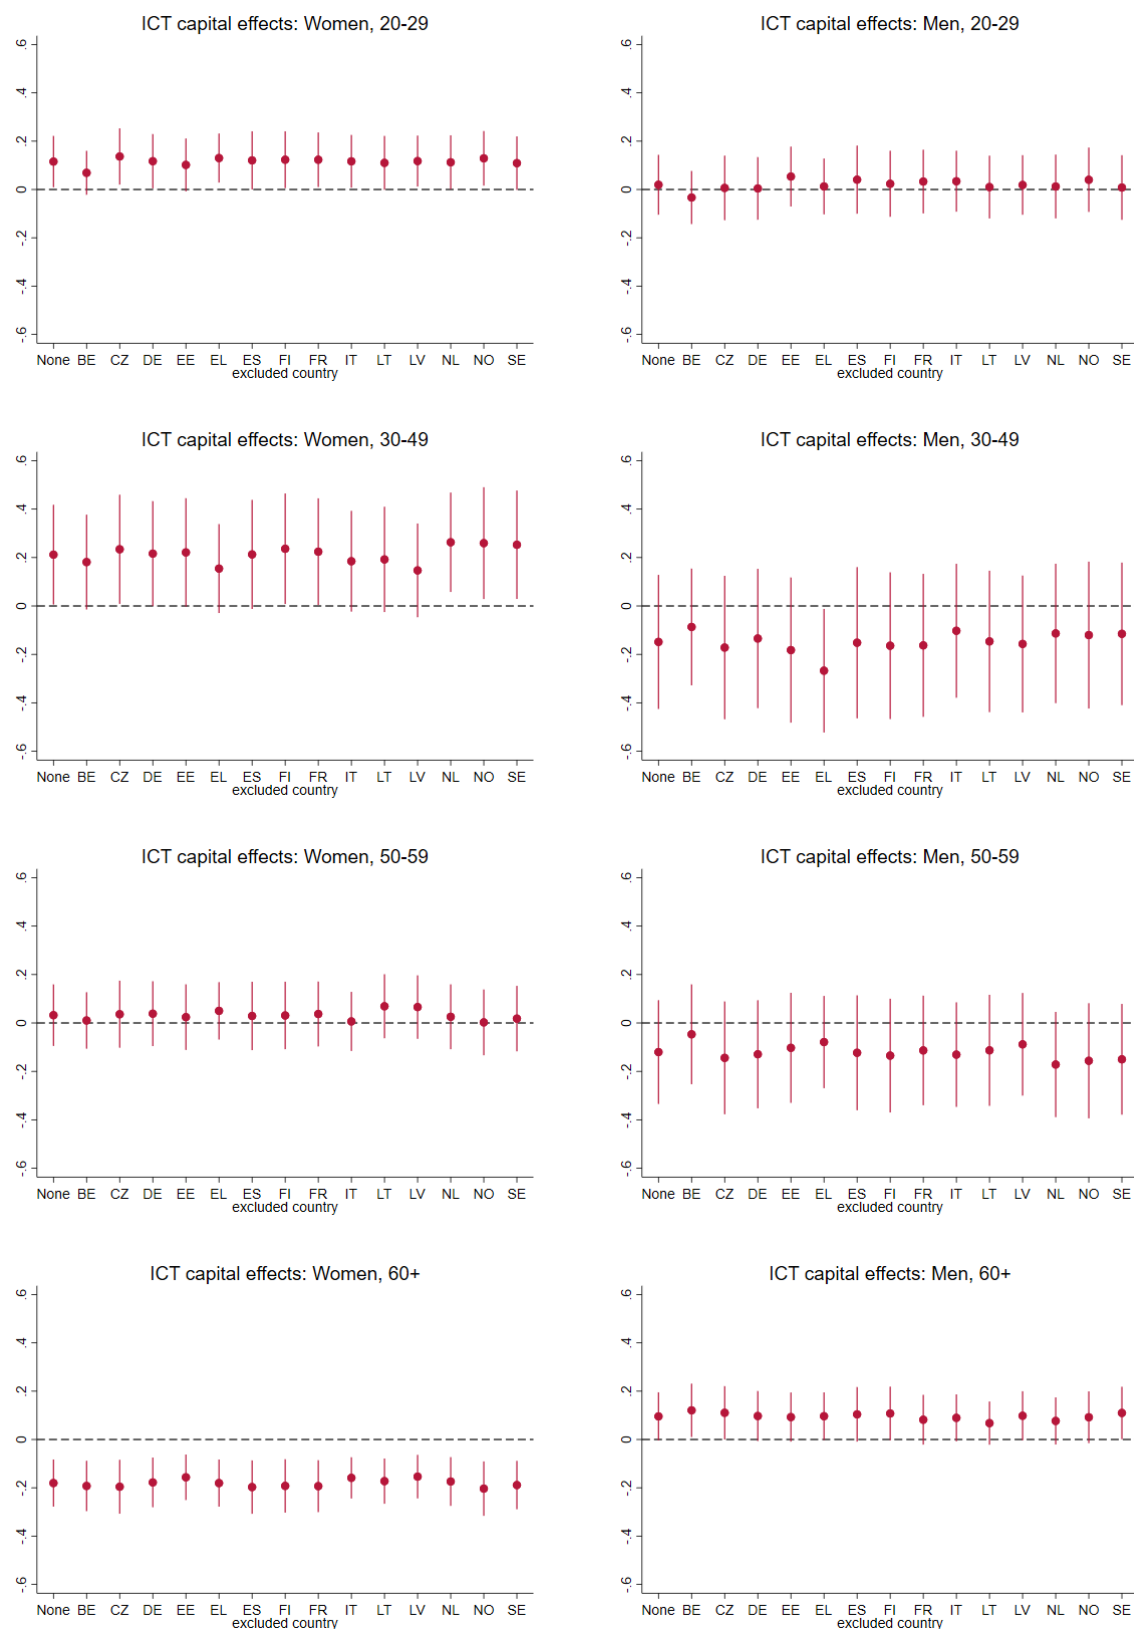 ICT capital effects: Women, 20-29
.6
.4
.2
0
-.2
-.4
-.6
None BE CZ DE EE EL ES FI FR IT LT LV NL NO SE
excluded country
ICT capital effects: Men, 20-29
.6
.4
.2
0
-.2
-.4
-.6
None BE CZ DE EE EL ES FI FR IT LT LV NL NO SE
excluded country
ICT capital effects: Women, 30-49
.6
.4
.2
0
-.2
-.4
-.6
None BE CZ DE EE EL ES FI FR IT LT LV NL NO SE
excluded country
ICT capital effects: Men, 30-49
.6
.4
.2
0
-.2
-.4
-.6
None BE CZ DE EE EL ES FI FR IT LT LV NL NO SE
excluded country
ICT capital effects: Women, 50-59
.6
.4
.2
0
-.2
-.4
-.6
None BE CZ DE EE EL ES FI FR IT LT LV NL NO SE
excluded country
ICT capital effects: Men, 50-59
.6
.4
.2
0
-.2
-.4
-.6
None BE CZ DE EE EL ES FI FR IT LT LV NL NO SE
excluded country
ICT capital effects: Women, 60+
.6
.4
.2
0
-.2
-.4
-.6
None BE CZ DE EE EL ES FI FR IT LT LV NL NO SE
excluded country
ICT capital effects: Men, 60+
.6
.4
.2
0
-.2
-.4
-.6
None BE CZ DE EE EL ES FI FR IT LT LV NL NO SE
excluded country